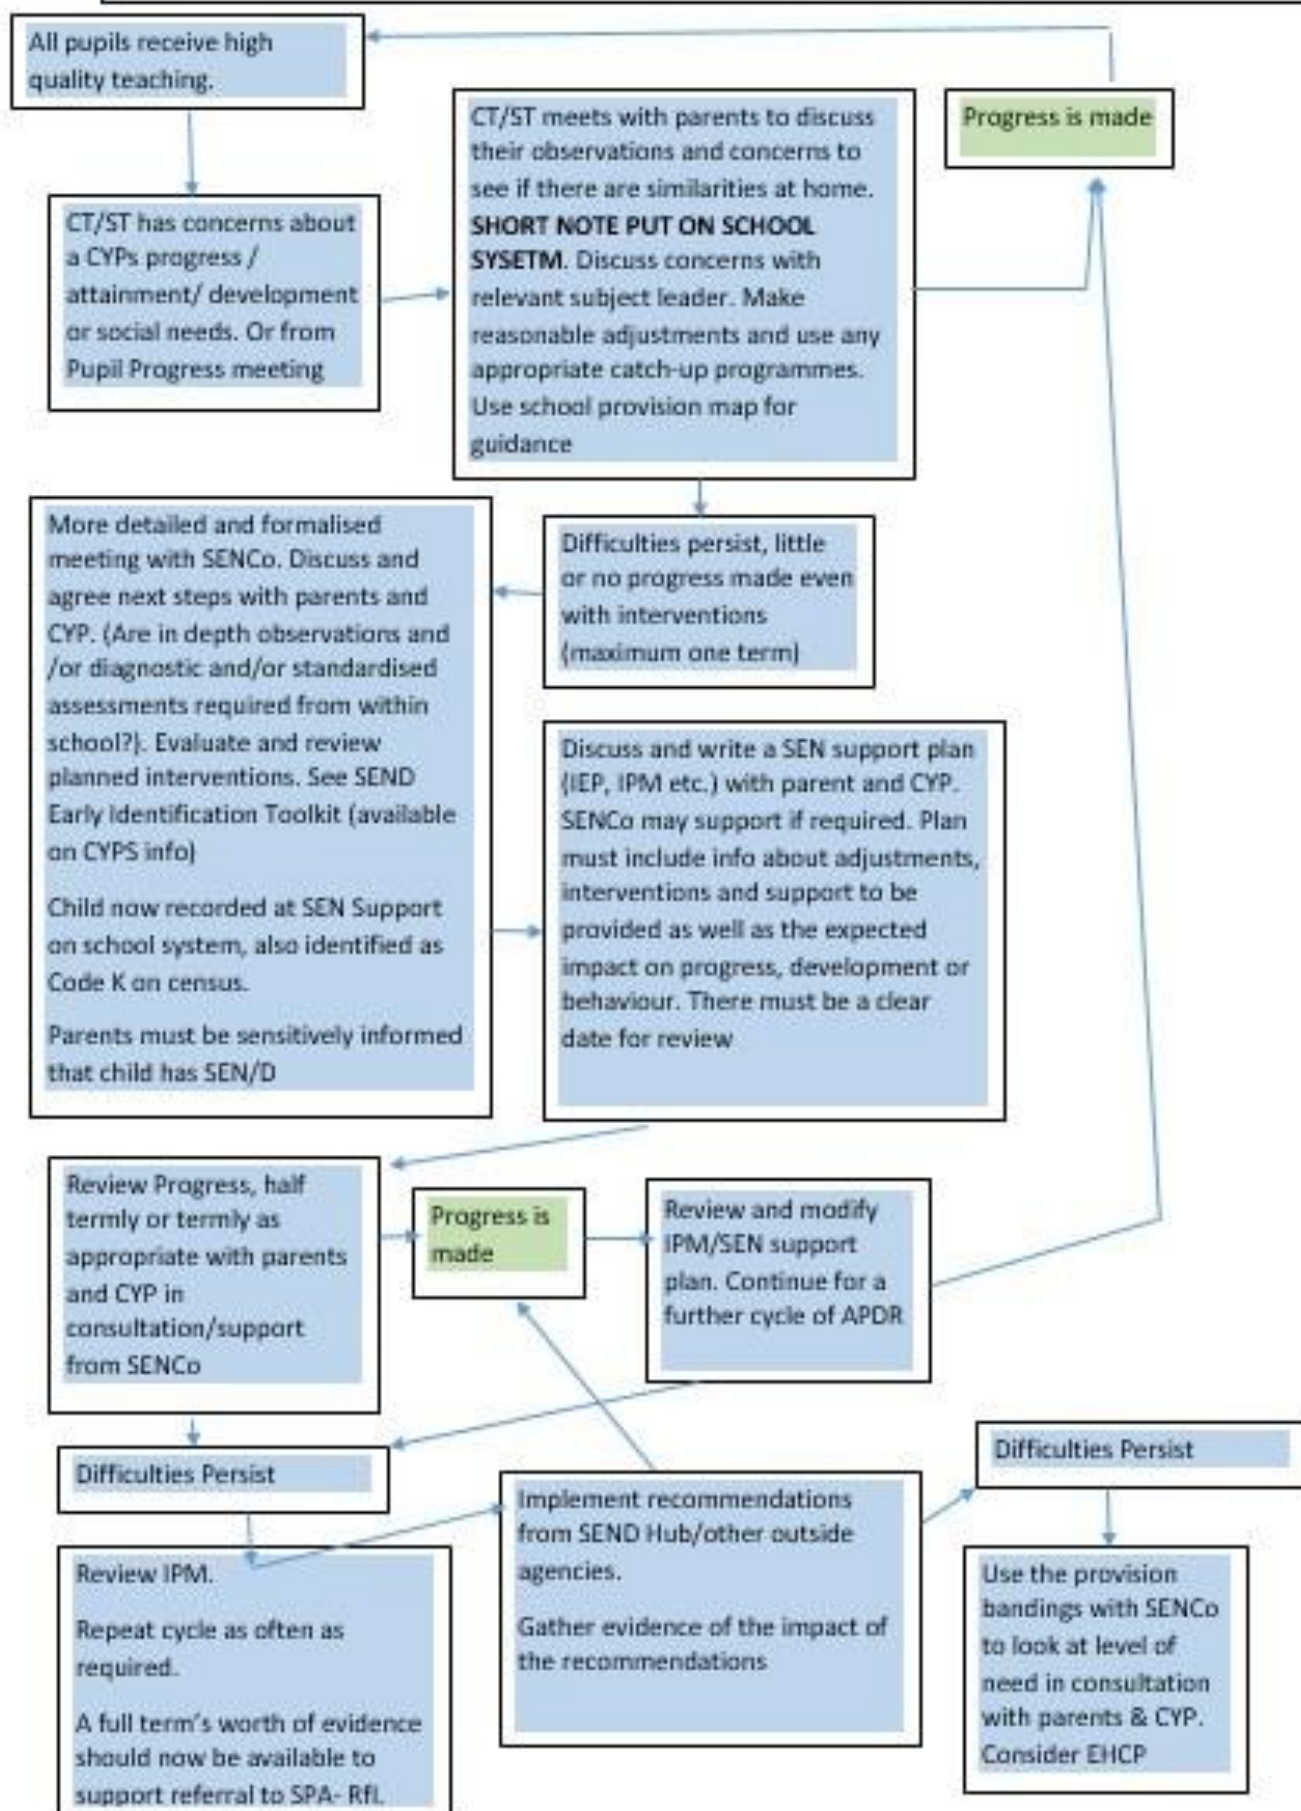 All pupils receive high
quality teaching.
Progress is made
CT/ST meets with parents to discuss
their observations and concerns to
see if there are similarities at home.
SHORT NOTE PUT ON SCHOOL
SYSETM. Discuss concerns with
relevant subject leader. Make
reasonable adjustments and use any
appropriate catch-up programmes.
Use school provision map for
guidance
CT/ST has concerns about
a CYPs progress /
attainment/ development
or social needs. Or from
Pupil Progress meeting
Difficulties persist, little
or no progress made even
with interventions
(maximum one term)
More detailed and formalised
meeting with SENCo. Discuss and
agree next steps with parents and
CYP. (Are in depth observations and
/or diagnostic and/or standardised
assessments required from within
school?). Evaluate and review
planned interventions. See SEND
Early Identification Toolkit (available
on CYPS info)
Child now recorded at SEN Support
on school system, also identified as
Code K on census.
Parents must be sensitively informed
that child has SEN/D
Discuss and write a SEN support plan
(IEP, IPM etc.) with parent and CYP.
SENCo may support if required. Plan
must include info about adjustments,
interventions and support to be
provided as well as the expected
impact on progress, development or
behaviour. There must be a clear
date for review
Review Progress, half
termly or termly as
appropriate with parents
and CYP in
consultation/support
from SENCo
Progress is
made
Review and modify
IPM/SEN support
plan. Continue for a
further cycle of APDR
Difficulties Persist
Review IPM.
Repeat cycle as often as
required.
A full term's worth of evidence
should now be available to
support referral to SPA- RfI.
Implement recommendations
from SEND Hub/other outside
agencies.
Gather evidence of the impact of
the recommendations
Difficulties Persist
Use the provision
bandings with SENCo
to look at level of
need in consultation
with parents & CYP.
Consider EHCP